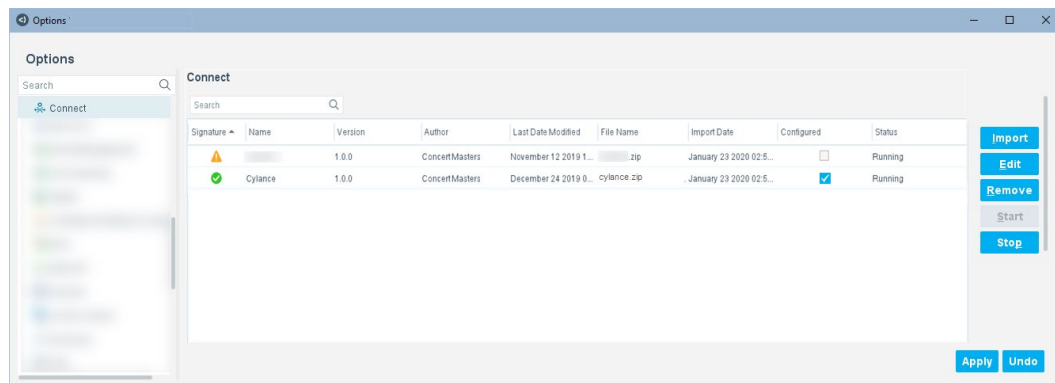 Options
Options
Search
Connect
Connect
Search
Signature Name Version Author Last Date Modified File Name Import Date Configured Status
1.0.0 ConcertMasters November 12 2019 1... .zip January 23 2020 02:5... Running
Cylance 1.0.0 ConcertMasters December 24 2019 0... cylance.zip . January 23 2020 02:5... Running
Import
Edit
Remove
Start
Stop
Apply Undo